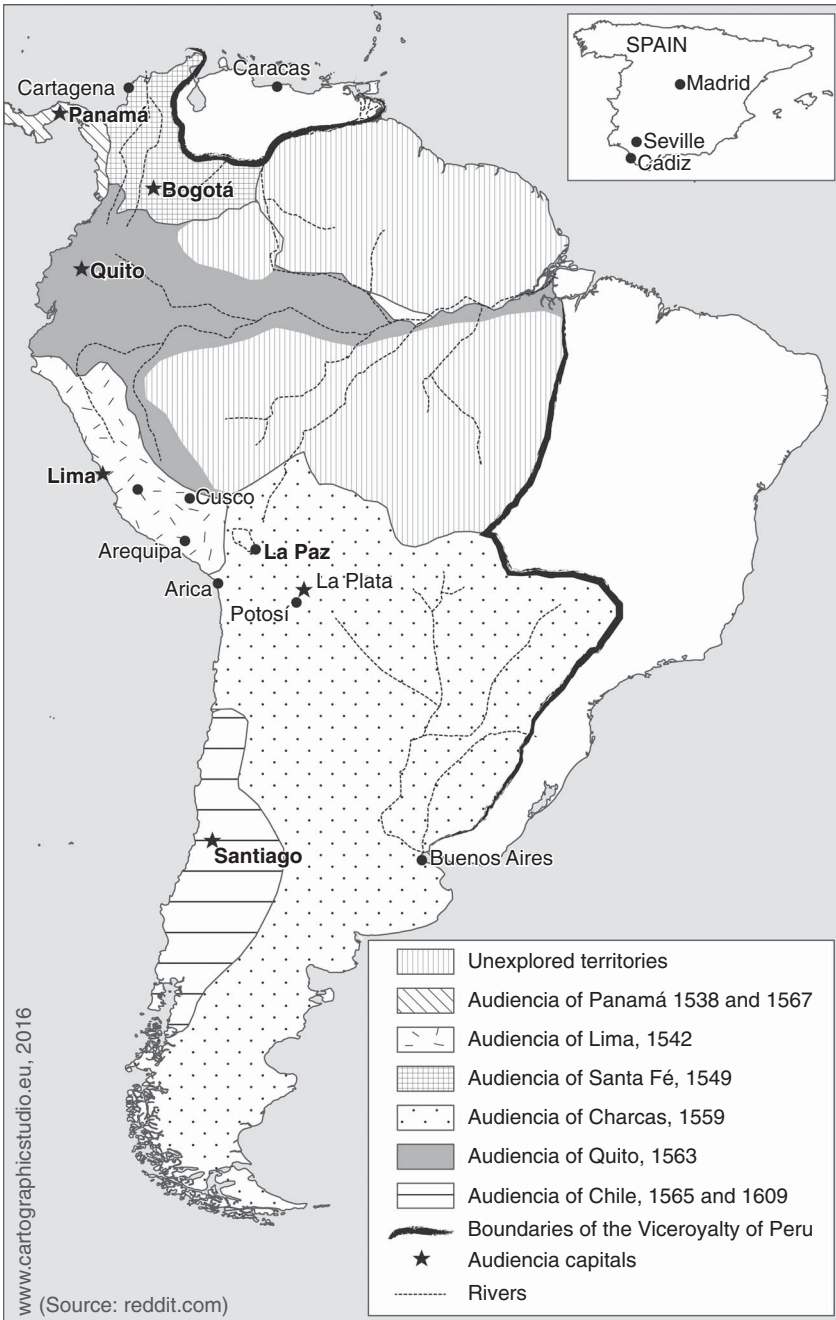 SPAIN
Madrid
Seville
Cádiz
Caracas
Cartagena
Panamá
Bogotá
Quito
Lima
Cusco
Arequipa
La Paz
Arica
La Plata
Potosí
Santiago
Buenos Aires
Unexplored territories
Audiencia of Panamá 1538 and 1567
Audiencia of Lima, 1542
Audiencia of Santa Fé, 1549
Audiencia of Charcas, 1559
Audiencia of Quito, 1563
Audiencia of Chile, 1565 and 1609
Boundaries of the Viceroyalty of Peru
Audiencia capitals
Rivers
www.cartographicstudio.eu, 2016
(Source: reddit.com)